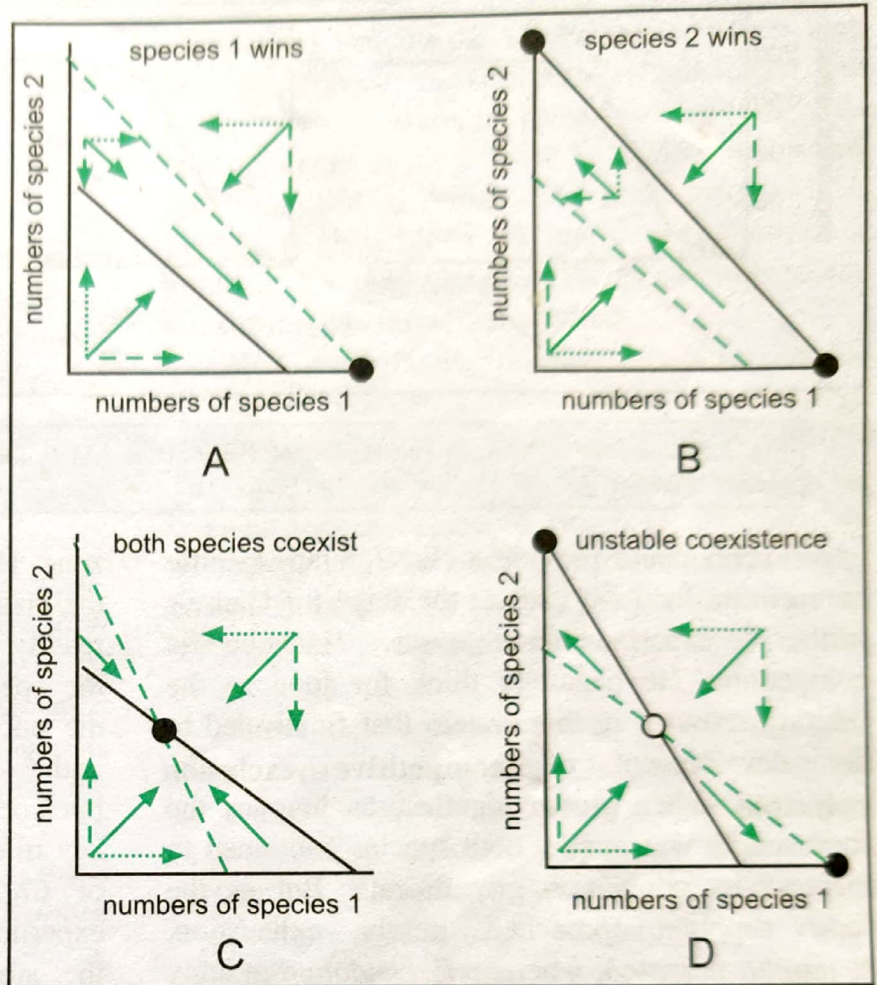 species 1 wins
numbers of species 2
numbers of species 1
A
species 2 wins
numbers of species 2
numbers of species 1
B
both species coexist
numbers of species 2
numbers of species 1
C
unstable coexistence
numbers of species 2
numbers of species 1
D